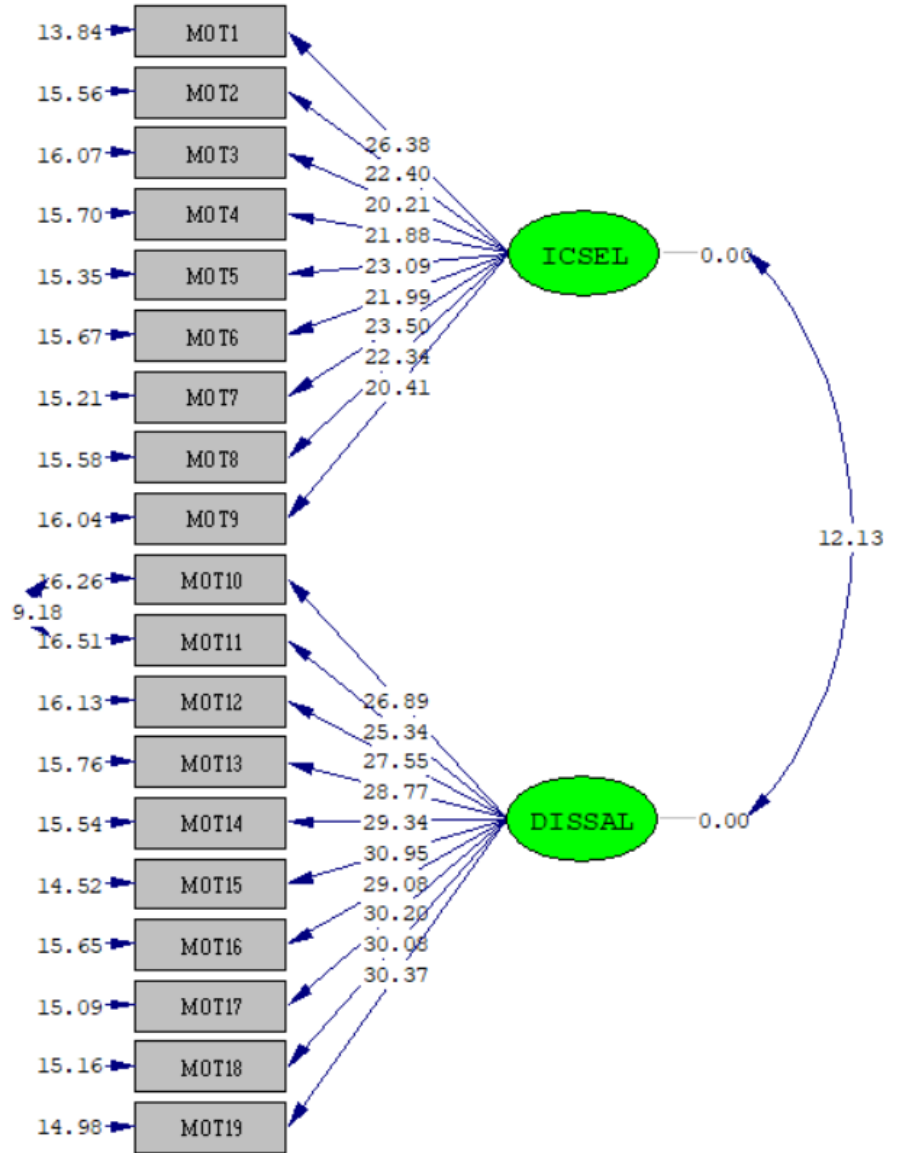 13.84 MOT1
15.56 MOT2
16.07 MOT3
15.70 MOT4
15.35 MOT5
15.67 MOT6
15.21 MOT7
15.58 MOT8
16.04 MOT9
16.26 MOT10
9.18
16.51 MOT11
16.13 MOT12
15.76 MOT13
15.54 MOT14
14.52 MOT15
15.65 MOT16
15.09 MOT17
15.16 MOT18
14.98 MOT19
26.38
22.40
20.21
21.88
23.09
21.99
23.50
22.34
20.41
26.89
25.34
27.55
28.77
29.34
30.95
29.08
30.20
30.08
30.37
ICSEL 0.00
12.13
DISSAL 0.00